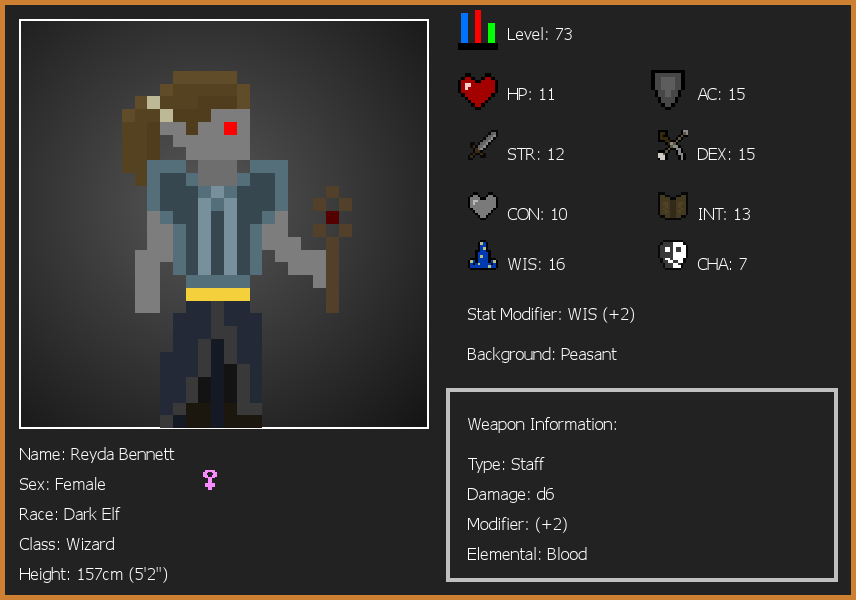 Level: 73
HP: 11
AC: 15
STR: 12
DEX: 15
CON: 10
INT: 13
WIS: 16
CHA: 7
Stat Modifier: WIS (+2)
Background: Peasant
Weapon Information:
Type: Staff
Damage: d6
Modifier: (+2)
Elemental: Blood
Name: Reyda Bennett
Sex: Female
Race: Dark Elf
Class: Wizard
Height: 157cm (5'2")